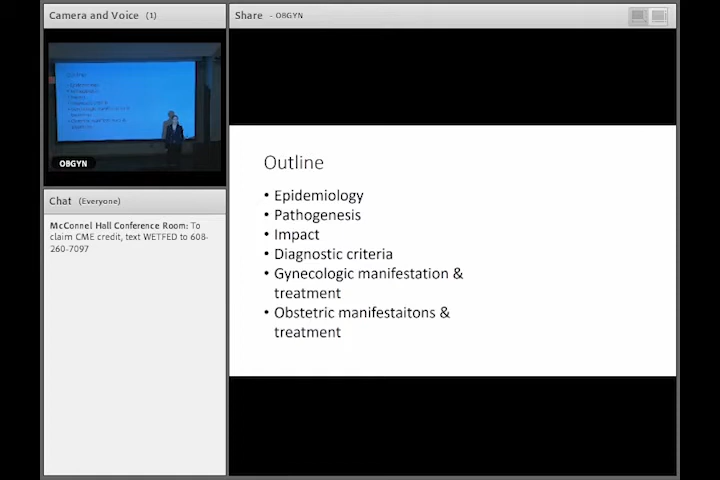 Camera and Voice (1)
OBGYN
Chat (Everyone)
McConnel Hall Conference Room: To
claim CME credit, text WETFED to 608-
260-7097
Share - OBGYN
Outline
• Epidemiology
• Pathogenesis
• Impact
• Diagnostic criteria
• Gynecologic manifestation &
treatment
• Obstetric manifestaitons &
treatment